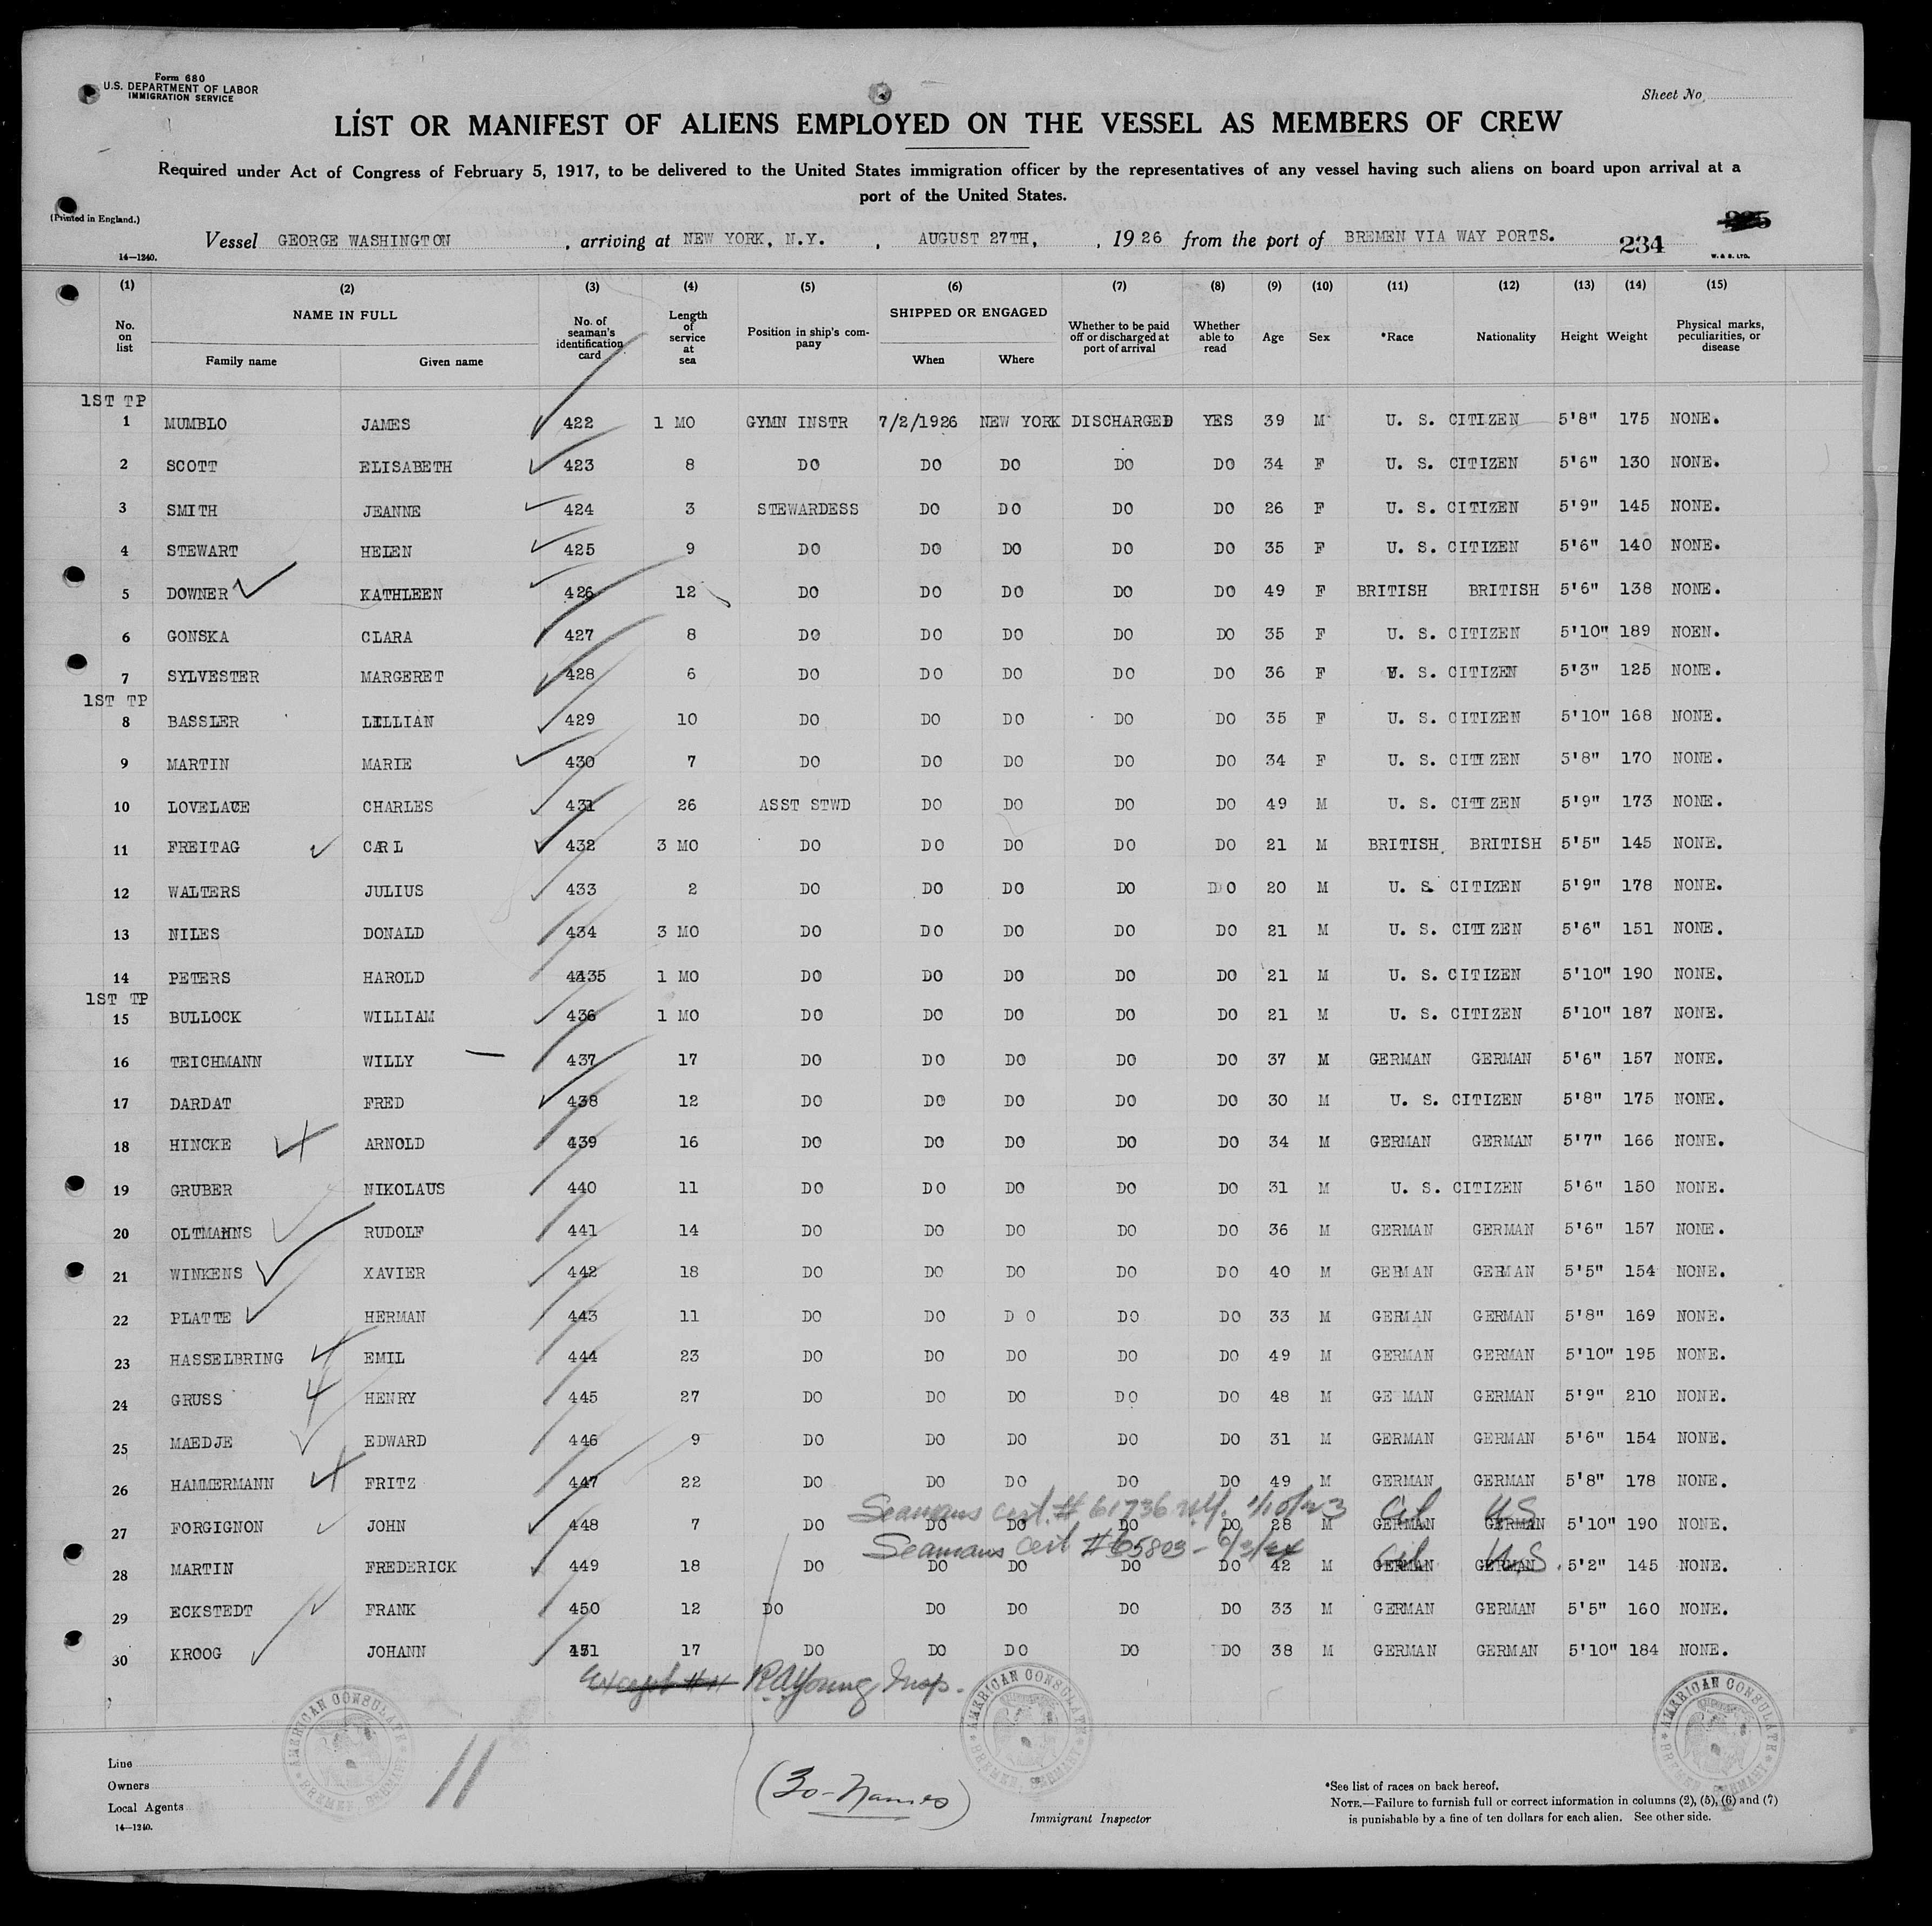 Form 680
U.S. DEPARTMENT OF LABOR
IMMIGRATION SERVICE
Sheet No.
LIST OR MANIFEST OF ALIENS EMPLOYED ON THE VESSEL AS MEMBERS OF CREW
Required under Act of Congress of February 5, 1917, to be delivered to the United States immigration officer by the representatives of any vessel having such aliens on board upon arrival at a
port of the United States.
(Printed in England.)
Vessel GEORGE WASHINGTON , arriving at NEW YORK, N.Y. , AUGUST 27TH, , 1926 from the port of BREMEN VIA WAY PORTS. 234
14—1240. W. & S. LTD.
(1) (2) (3) (4) (5) (6) (7) (8) (9) (10) (11) (12) (13) (14) (15)
No. on list NAME IN FULL Family name Given name No. of seaman's identification card Length of service at sea Position in ship's company SHIPPED OR ENGAGED When Where Whether to be paid off or discharged at port of arrival Whether able to read Age Sex *Race Nationality Height Weight Physical marks, peculiarities, or disease
1ST TP
1 MUMBLO JAMES 422 1 MO GYMN INSTR 7/2/1926 NEW YORK DISCHARGED YES 39 M U. S. CITIZEN 5'8" 175 NONE.
2 SCOTT ELISABETH 423 8 DO DO DO DO DO 34 F U. S. CITIZEN 5'6" 130 NONE.
3 SMITH JEANNE 424 3 STEWARDESS DO DO DO DO 26 F U. S. CITIZEN 5'9" 145 NONE.
4 STEWART HELEN 425 9 DO DO DO DO DO 35 F U. S. CITIZEN 5'6" 140 NONE.
5 DOWNER KATHLEEN 426 12 DO DO DO DO DO 49 F BRITISH BRITISH 5'6" 138 NONE.
6 GONSKA CLARA 427 8 DO DO DO DO DO 35 F U. S. CITIZEN 5'10" 189 NOEN.
7 SYLVESTER MARGERET 428 6 DO DO DO DO DO 36 F U. S. CITIZEN 5'3" 125 NONE.
1ST TP
8 BASSLER LILLIAN 429 10 DO DO DO DO DO 35 F U. S. CITIZEN 5'10" 168 NONE.
9 MARTIN MARIE 430 7 DO DO DO DO DO 34 F U. S. CITIZEN 5'8" 170 NONE.
10 LOVELACE CHARLES 431 26 ASST STWD DO DO DO DO 49 M U. S. CITIZEN 5'9" 173 NONE.
11 FREITAG CARL 432 3 MO DO DO DO DO DO 21 M BRITISH. BRITISH 5'5" 145 NONE.
12 WALTERS JULIUS 433 2 DO DO DO DO DO 20 M U. S. CITIZEN 5'9" 178 NONE.
13 NILES DONALD 434 3 MO DO DO DO DO DO 21 M U. S. CITIZEN 5'6" 151 NONE.
14 PETERS HAROLD 435 1 MO DO DO DO DO DO 21 M U. S. CITIZEN 5'10" 190 NONE.
1ST TP
15 BULLOCK WILLIAM 436 1 MO DO DO DO DO DO 21 M U. S. CITIZEN 5'10" 187 NONE.
16 TEICHMANN WILLY 437 17 DO DO DO DO DO 37 M GERMAN GERMAN 5'6" 157 NONE.
17 DARDAT FRED 438 12 DO DO DO DO DO 30 M U. S. CITIZEN 5'8" 175 NONE.
18 HINCKE ARNOLD 439 16 DO DO DO DO DO 34 M GERMAN GERMAN 5'7" 166 NONE.
19 GRUBER NIKOLAUS 440 11 DO DO DO DO DO 31 M U. S. CITIZEN 5'6" 150 NONE.
20 OLTMAHNS RUDOLF 441 14 DO DO DO DO DO 36 M GERMAN GERMAN 5'6" 157 NONE.
21 WINKENS XAVIER 442 18 DO DO DO DO DO 40 M GERMAN GERMAN 5'5" 154 NONE.
22 PLATTE HERMAN 443 11 DO DO D O DO DO 33 M GERMAN GERMAN 5'8" 169 NONE.
23 HASSELBRING EMIL 444 23 DO DO DO DO DO 49 M GERMAN GERMAN 5'10" 195 NONE.
24 GRUSS HENRY 445 27 DO DO DO DO DO 48 M GE MAN GERMAN 5'9" 210 NONE.
25 MAEDJE EDWARD 446 9 DO DO DO DO DO 31 M GERMAN GERMAN 5'6" 154 NONE.
26 HAMMERMANN FRITZ 447 22 DO DO DO DO DO 49 M GERMAN GERMAN 5'8" 178 NONE.
Seamans cert. # 61736 Cit US
27 FORGIGNON JOHN 448 7 DO DO DO DO DO 28 M GERMAN GERMAN 5'10" 190 NONE.
Seamans Cert #65803 - 6/3/24 Cit U.S.
28 MARTIN FREDERICK 449 18 DO DO DO DO DO 42 M GERMAN GERMAN. 5'2" 145 NONE.
29 ECKSTEDT FRANK 450 12 DO DO DO DO DO 33 M GERMAN GERMAN 5'5" 160 NONE.
30 KROOG JOHANN 451 17 DO DO DO DO DO 38 M GERMAN GERMAN 5'10" 184 NONE.
Except R.A. Young Insp.
AMERICAN CONSULATE BREMEN, GERMANY
AMERICAN CONSULATE BREMEN, GERMANY
AMERICAN CONSULATE BREMEN, GERMANY
Line
Owners
Local Agents
14—1240.
11
(30-Names)
Immigrant Inspector
*See list of races on back hereof.
NOTE.—Failure to furnish full or correct information in columns (2), (5), (6) and (7)
is punishable by a fine of ten dollars for each alien. See other side.